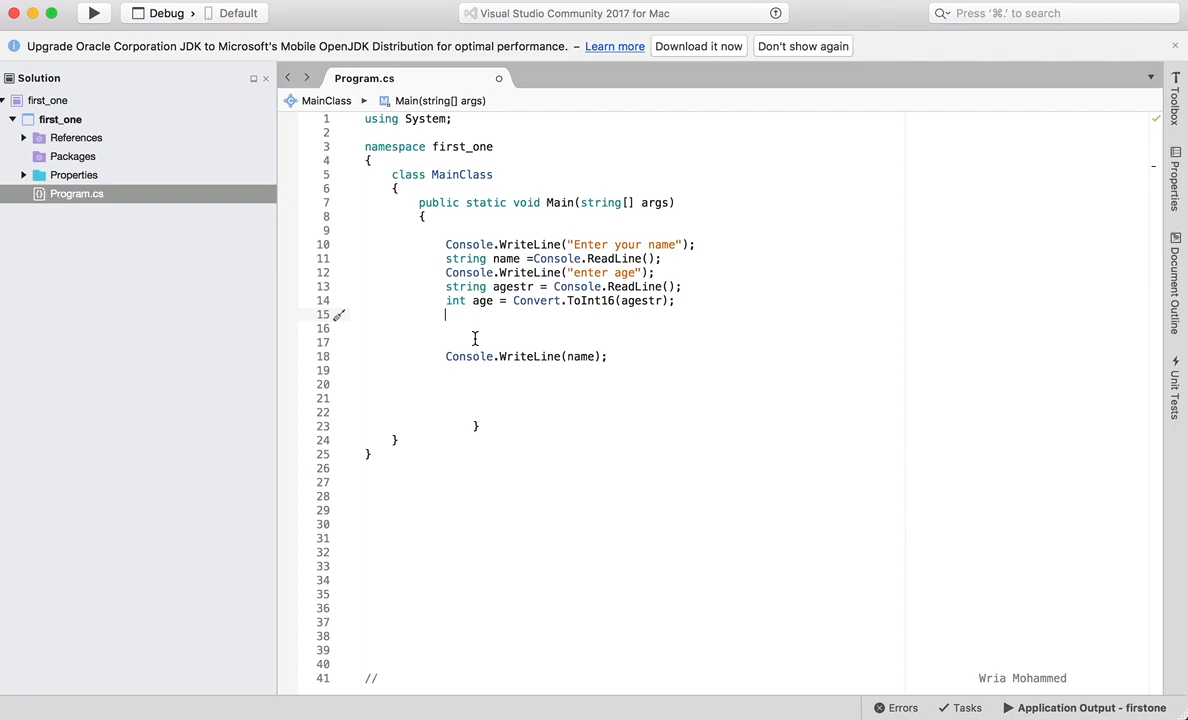 Debug › Default
Visual Studio Community 2017 for Mac
Press '⌘.' to search
Upgrade Oracle Corporation JDK to Microsoft's Mobile OpenJDK Distribution for optimal performance. – Learn more
Download it now
Don't show again
Solution
first_one
first_one
References
Packages
Properties
Program.cs
Program.cs
MainClass ▸ Main(string[] args)
1 using System;
2
3 namespace first_one
4 {
5 class MainClass
6 {
7 public static void Main(string[] args)
8 {
9
10 Console.WriteLine("Enter your name");
11 string name =Console.ReadLine();
12 Console.WriteLine("enter age");
13 string agestr = Console.ReadLine();
14 int age = Convert.ToInt16(agestr);
15
16
17
18 Console.WriteLine(name);
19
20
21
22
23 }
24 }
25 }
26
27
28
29
30
31
32
33
34
35
36
37
38
39
40
41 // Wria Mohammed
Toolbox
Properties
Document Outline
Unit Tests
Errors
Tasks
Application Output - firstone